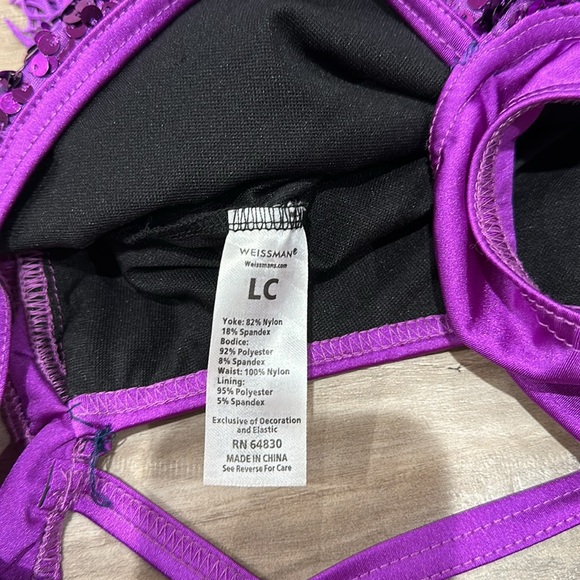 WEISSMAN®
Weissmans.com
LC
Yoke: 82% Nylon
18% Spandex
Bodice:
92% Polyester
8% Spandex
Waist: 100% Nylon
Lining:
95% Polyester
5% Spandex
Exclusive of Decoration
and Elastic
RN 64830
MADE IN CHINA
See Reverse For Care